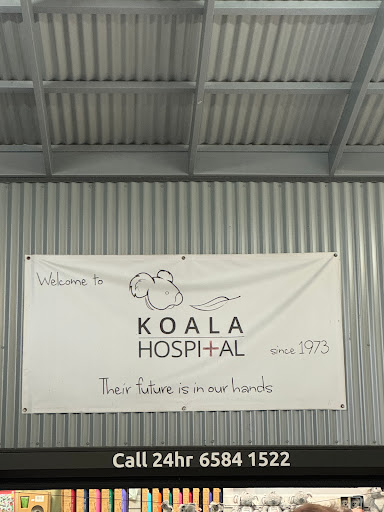 Welcome to
KOALA
HOSPITAL
since 1973
Their future is in our hands
Call 24hr 6584 1522